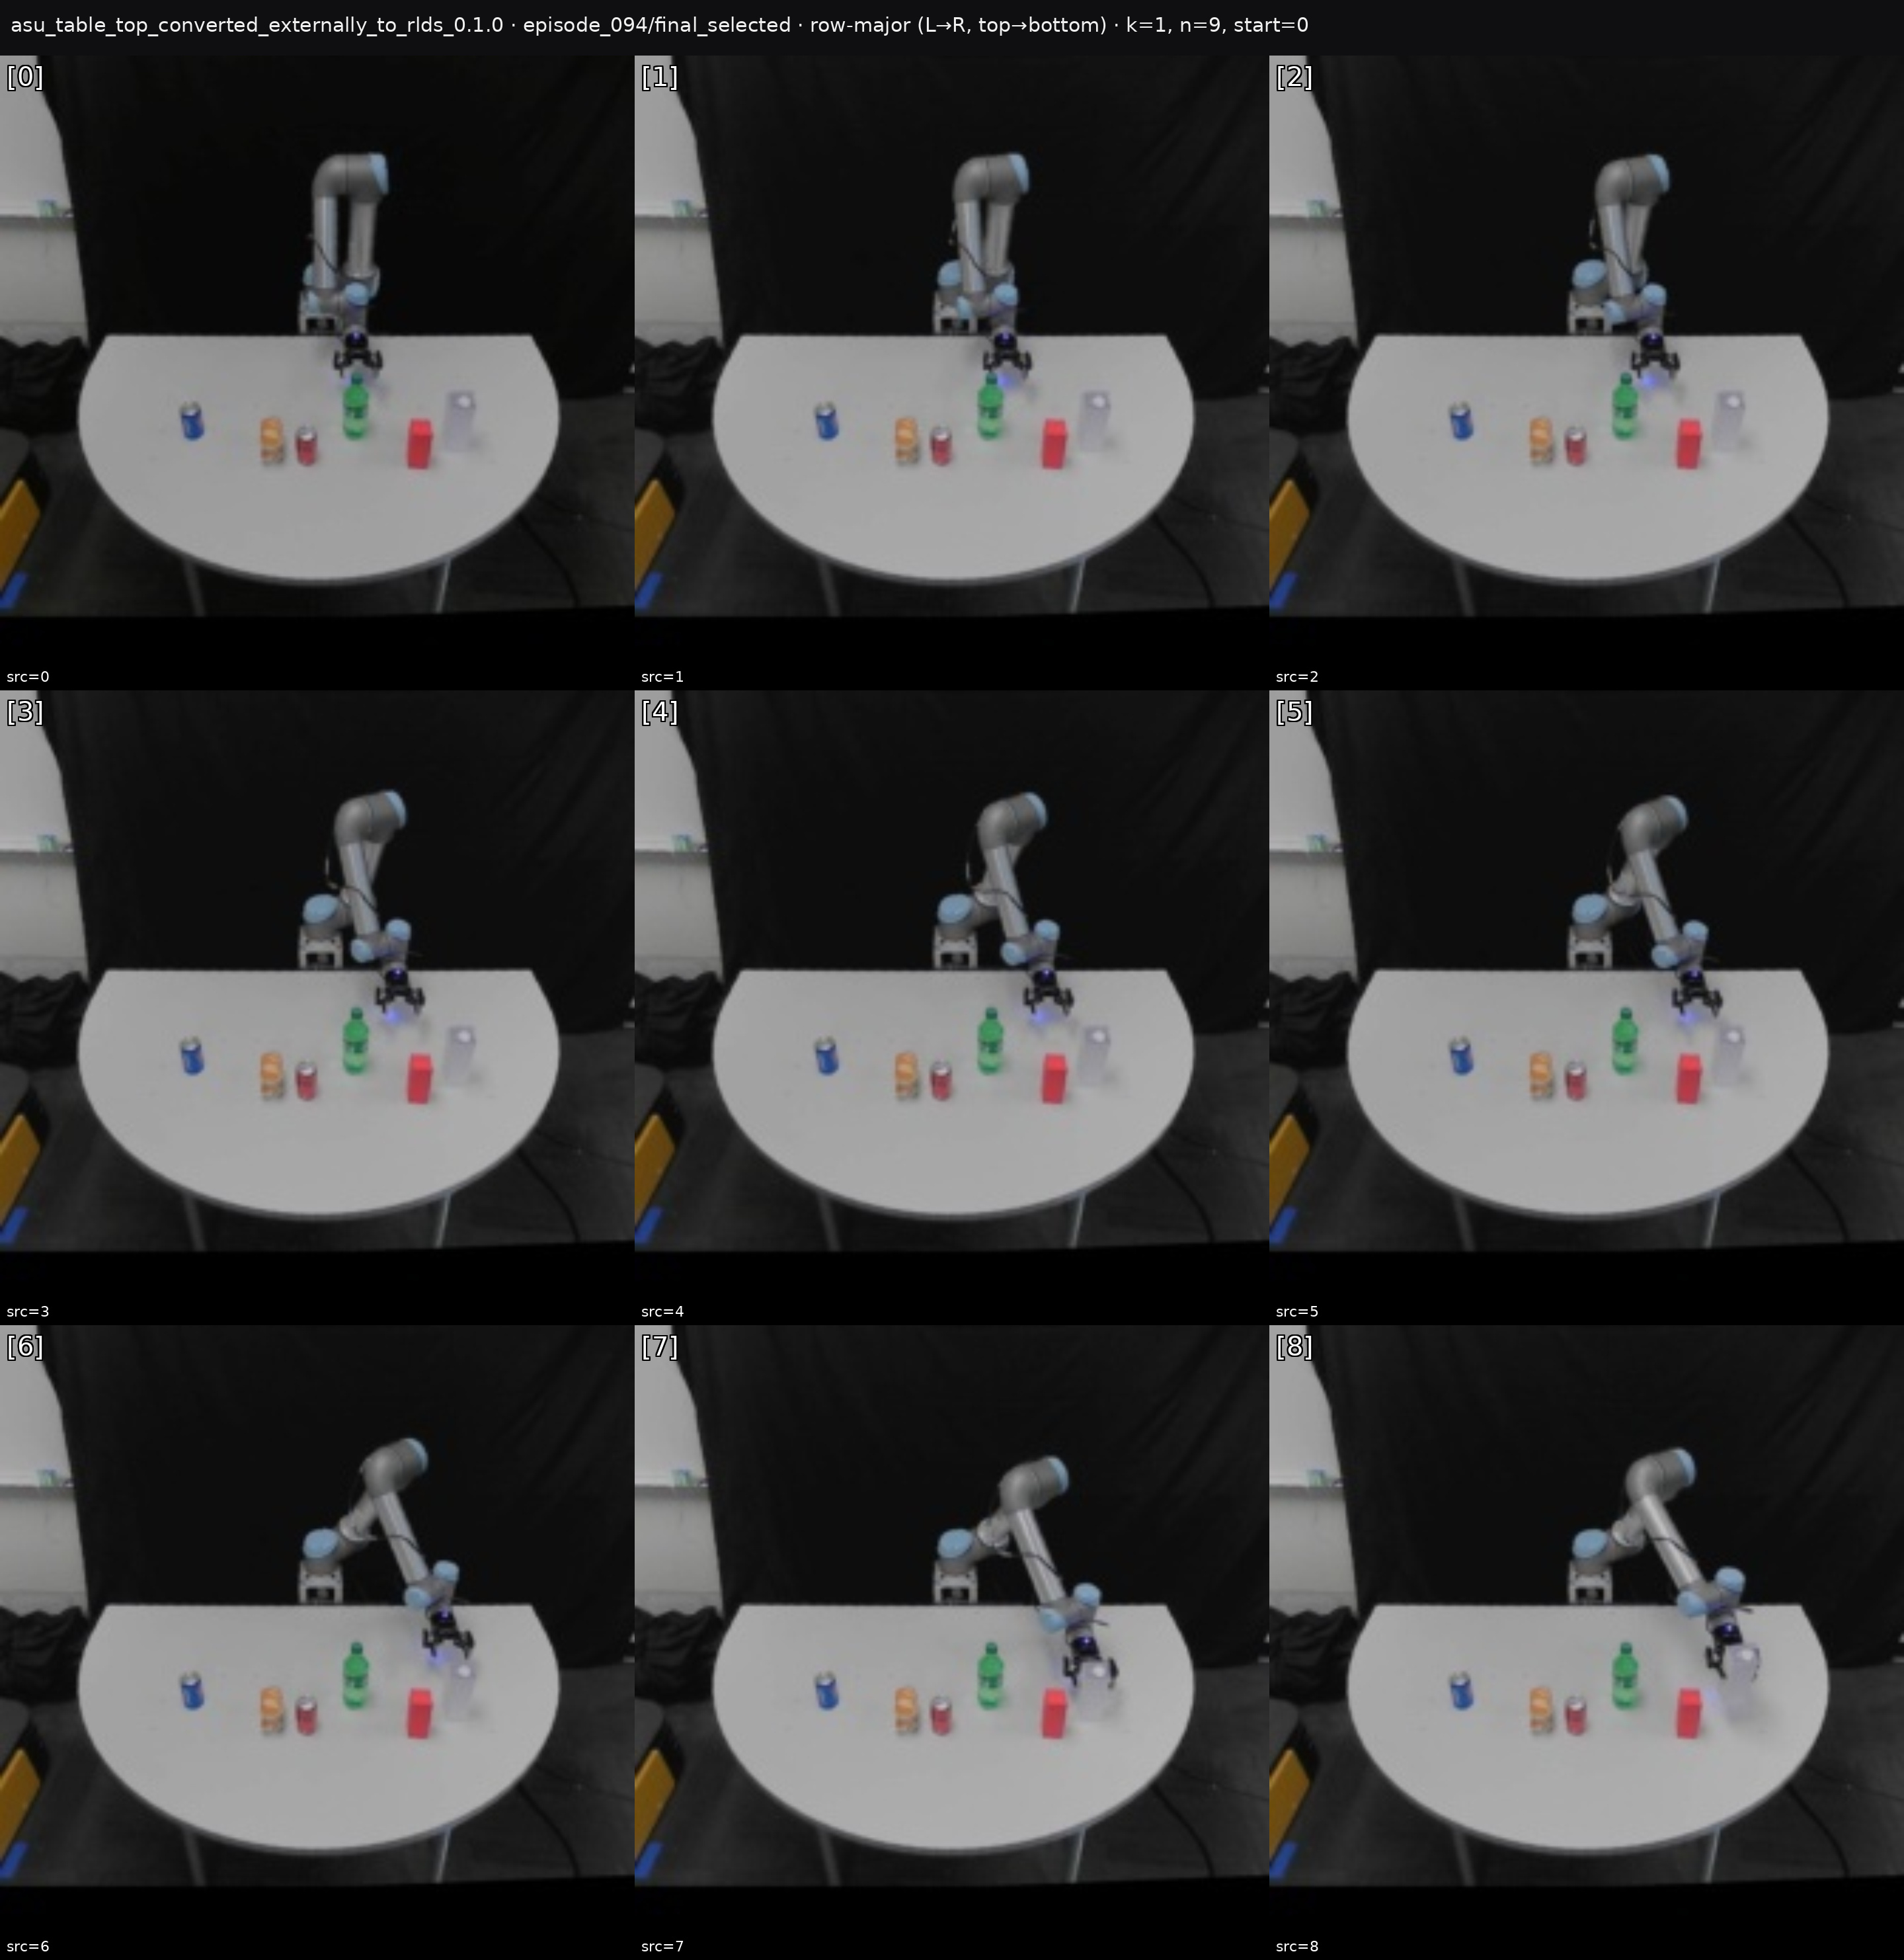 asu_table_top_converted_externally_to_rlds_0.1.0 · episode_094/final_selected · row-major (L→R, top→bottom) · k=1, n=9, start=0
[0]
[1]
[2]
src=0
src=1
src=2
[3]
[4]
[5]
src=3
src=4
src=5
[6]
[7]
[8]
src=6
src=7
src=8